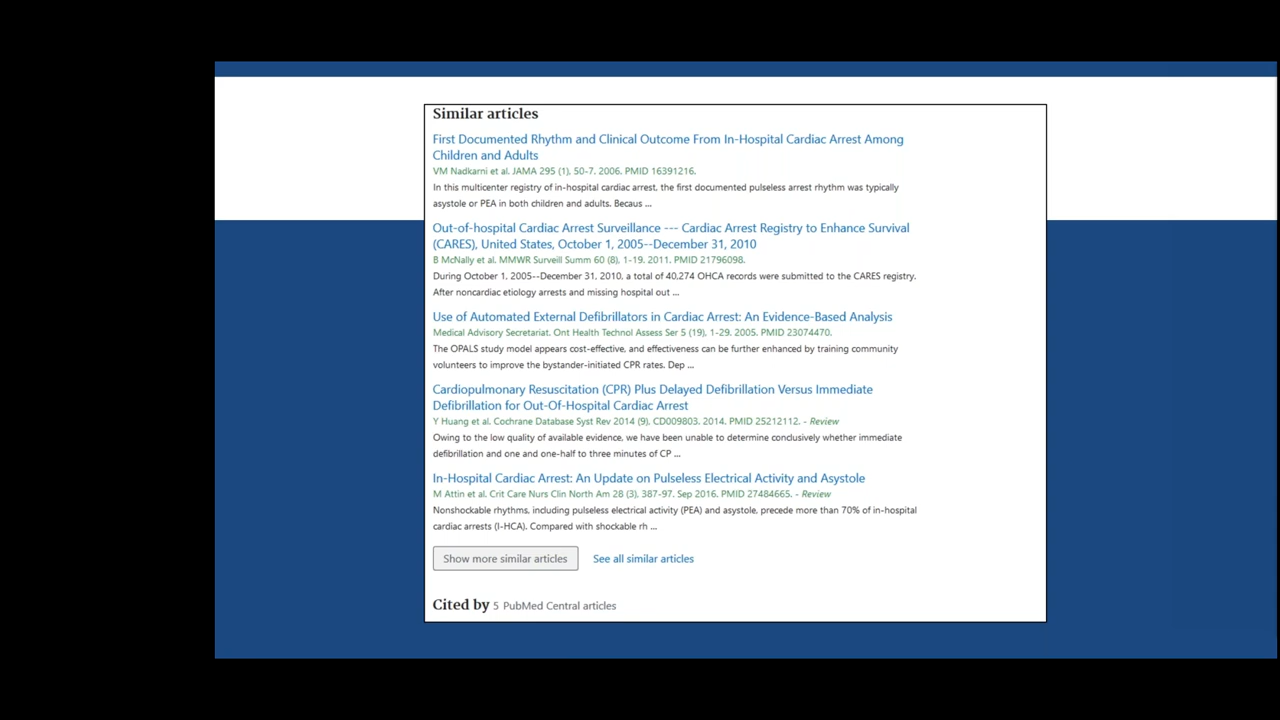 Similar articles
First Documented Rhythm and Clinical Outcome From In-Hospital Cardiac Arrest Among
Children and Adults
VM Nadkarni et al. JAMA 295 (1), 50-7. 2006. PMID 16391216.
In this multicenter registry of in-hospital cardiac arrest, the first documented pulseless arrest rhythm was typically
asystole or PEA in both children and adults. Becaus ...
Out-of-hospital Cardiac Arrest Surveillance --- Cardiac Arrest Registry to Enhance Survival
(CARES), United States, October 1, 2005--December 31, 2010
B McNally et al. MMWR Surveill Summ 60 (8), 1-19. 2011. PMID 21796098.
During October 1, 2005--December 31, 2010, a total of 40,274 OHCA records were submitted to the CARES registry.
After noncardiac etiology arrests and missing hospital out ...
Use of Automated External Defibrillators in Cardiac Arrest: An Evidence-Based Analysis
Medical Advisory Secretariat. Ont Health Technol Assess Ser 5 (19), 1-29. 2005. PMID 23074470.
The OPALS study model appears cost-effective, and effectiveness can be further enhanced by training community
volunteers to improve the bystander-initiated CPR rates. Dep ...
Cardiopulmonary Resuscitation (CPR) Plus Delayed Defibrillation Versus Immediate
Defibrillation for Out-Of-Hospital Cardiac Arrest
Y Huang et al. Cochrane Database Syst Rev 2014 (9), CD009803. 2014. PMID 25212112. - Review
Owing to the low quality of available evidence, we have been unable to determine conclusively whether immediate
defibrillation and one and one-half to three minutes of CP ...
In-Hospital Cardiac Arrest: An Update on Pulseless Electrical Activity and Asystole
M Attin et al. Crit Care Nurs Clin North Am 28 (3), 387-97. Sep 2016. PMID 27484665. - Review
Nonshockable rhythms, including pulseless electrical activity (PEA) and asystole, precede more than 70% of in-hospital
cardiac arrests (I-HCA). Compared with shockable rh ...
Show more similar articles See all similar articles
Cited by 5 PubMed Central articles